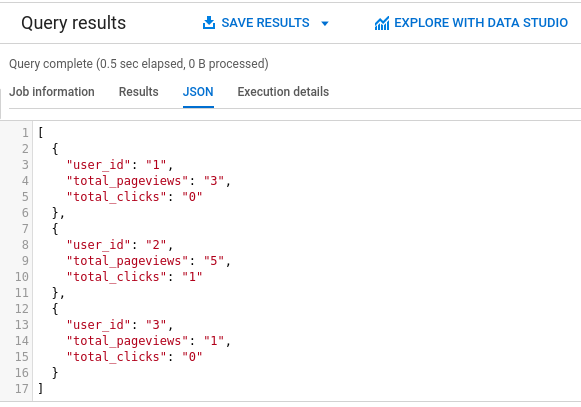 Query results
SAVE RESULTS
EXPLORE WITH DATA STUDIO
Query complete (0.5 sec elapsed, 0 B processed)
Job information Results JSON Execution details
1 [
2   {
3     "user_id": "1",
4     "total_pageviews": "3",
5     "total_clicks": "0"
6   },
7   {
8     "user_id": "2",
9     "total_pageviews": "5",
10     "total_clicks": "1"
11   },
12   {
13     "user_id": "3",
14     "total_pageviews": "1",
15     "total_clicks": "0"
16   }
17 ]